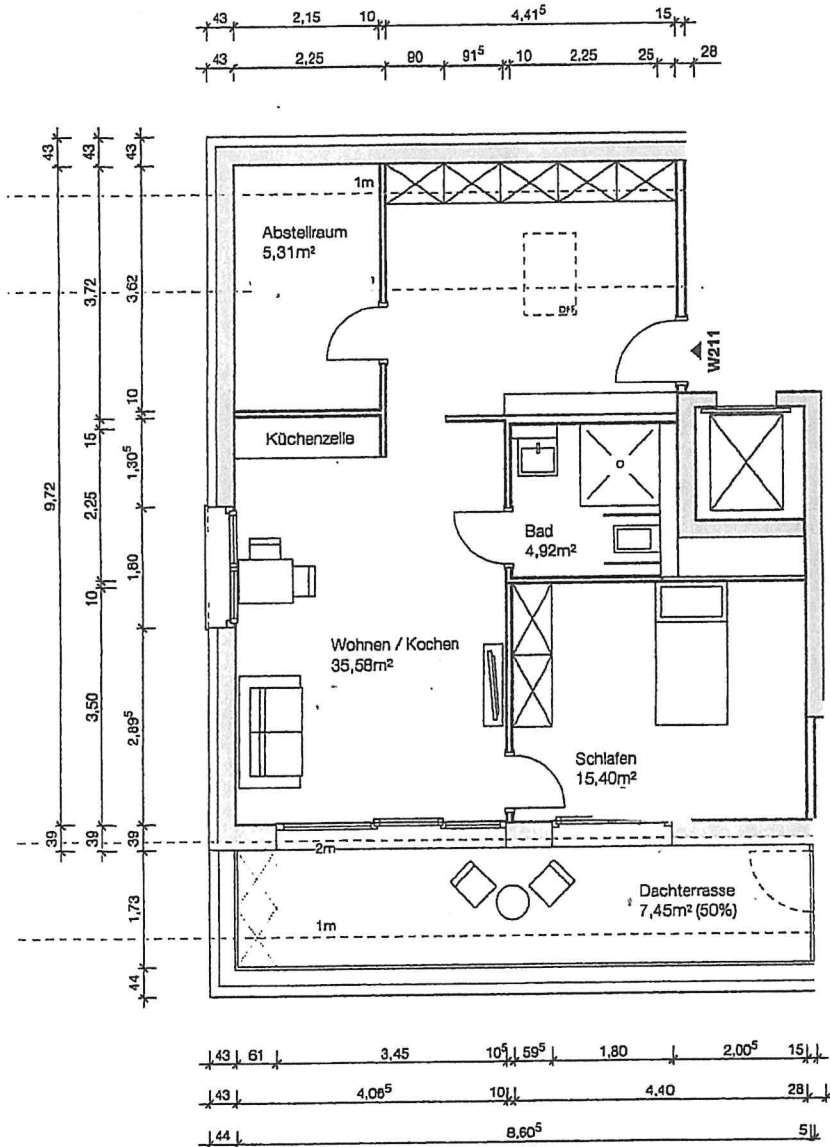 43 2,15 10 4,41⁵ 15
43 2,25 80 91⁵ 10 2,25 25 28
43 43 43
1m
Abstellraum
5,31m²
3,72 3,62
DFF
W211
10
15
Küchenzeile
1,30⁵
9,72
2,25
Bad
4,92m²
1,80
10
Wohnen / Kochen
35,58m²
3,50
2,89⁵
Schlafen
15,40m²
39 39 39
2m
Dachterrasse
7,45m² (50%)
1,73
1m
44
43 61 3,45 10⁵ 59⁵ 1,80 2,00⁵ 15
43 4,06⁵ 10 4,40 28
44 8,60⁵ 5